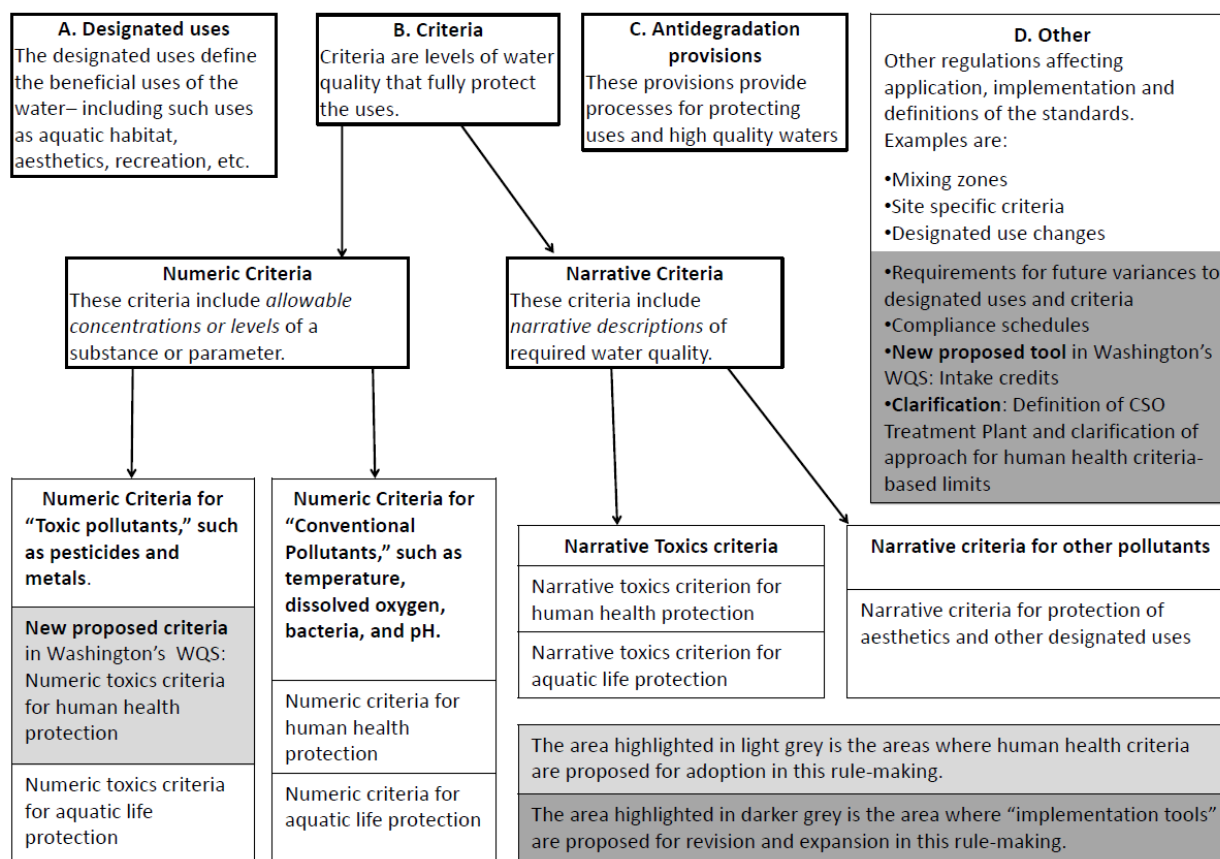 A. Designated uses
The designated uses define
the beneficial uses of the
water– including such uses
as aquatic habitat,
aesthetics, recreation, etc.
B. Criteria
Criteria are levels of water
quality that fully protect
the uses.
C. Antidegradation
provisions
These provisions provide
processes for protecting
uses and high quality waters
D. Other
Other regulations affecting
application, implementation and
definitions of the standards.
Examples are:
•Mixing zones
•Site specific criteria
•Designated use changes
•Requirements for future variances to
designated uses and criteria
•Compliance schedules
•New proposed tool in Washington’s
WQS: Intake credits
•Clarification: Definition of CSO
Treatment Plant and clarification of
approach for human health criteria-
based limits
Numeric Criteria
These criteria include allowable
concentrations or levels of a
substance or parameter.
Narrative Criteria
These criteria include
narrative descriptions of
required water quality.
Numeric Criteria for
“Toxic pollutants,” such
as pesticides and
metals.
New proposed criteria
in Washington’s WQS:
Numeric toxics criteria
for human health
protection
Numeric toxics criteria
for aquatic life
protection
Numeric Criteria for
“Conventional
Pollutants,” such as
temperature,
dissolved oxygen,
bacteria, and pH.
Numeric criteria for
human health
protection
Numeric criteria for
aquatic life protection
Narrative Toxics criteria
Narrative toxics criterion for
human health protection
Narrative toxics criterion for
aquatic life protection
Narrative criteria for other pollutants
Narrative criteria for protection of
aesthetics and other designated uses
The area highlighted in light grey is the areas where human health criteria
are proposed for adoption in this rule-making.
The area highlighted in darker grey is the area where “implementation tools”
are proposed for revision and expansion in this rule-making.